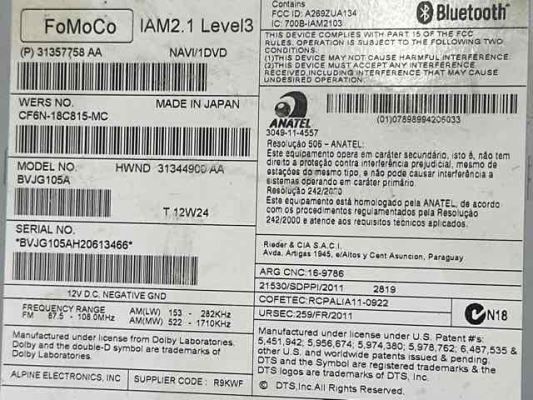 FoMoCo
IAM2.1 Level3
(P) 31357758 AA
NAVI/1DVD
WERS NO.
MADE IN JAPAN
CF6N-18C815-MC
MODEL NO.
HWND 31344900 AA
BVJG105A
T 12W24
SERIAL NO.
*BVJG105AH20613466*
12V D.C. NEGATIVE GND
FREQUENCY RANGE
FM 87.5 - 108.0MHz
AM(LW) 153 - 282KHz
AM(MW) 522 - 1710KHz
Manufactured under license from Dolby Laboratories.
Dolby and the double-D symbol are trademarks of
Dolby Laboratories.
ALPINE ELECTRONICS, INC
SUPPLIER CODE : R9KWF
Contains
FCC ID: A269ZUA134
IC: 700B-IAM2103
Bluetooth
THIS DEVICE COMPLIES WITH PART 15 OF THE FCC
RULES. OPERATION IS SUBJECT TO THE FOLLOWING
TWO CONDITIONS:
(1)THIS DEVICE MAY NOT CAUSE HARMFUL INTERFERENCE.
(2)THIS DEVICE MUST ACCEPT ANY INTERFERENCE
RECEIVED,INCLUDING INTERFERENCE THAT MAY CAUSE
UNDESIRED OPERATION.
ANATEL
3049-11-4557
(01)07898994206033
Resolução 506 - ANATEL:
Este equipamento opera em caráter secundário, isto é, não tem
direito a proteção contra interferência prejudicial, mesmo de
estações do mesmo tipo, e não pode causar interferência a
sistemas operando em caráter primário.
Resolução 242/2000
Este equipamento está homologado pela ANATEL, de acordo
com os procedimentos regulamentados pela Resolução
242/2000 e atende aos requisitos técnicos aplicados.
Rieder & CIA S.A.C.I.
Avda. Artigas 1945, e/Altos y Cent Asuncion, Paraguay
ARG CNC:16-9786
21530/SDPPI/2011 2819
COFETEC:RCPALIA11-0922
URSEC:259/FR/2011
N18
Manufactured under license under U.S. Patent #'s:
5,451,942; 5,956,674; 5,974,380; 5,978,762; 6,487,535 &
other U.S. and worldwide patents issued & pending.
DTS and the Symbol are registered trademarks & the
DTS logos are trademarks of DTS, Inc.
© DTS,Inc.All Rights Reserved.